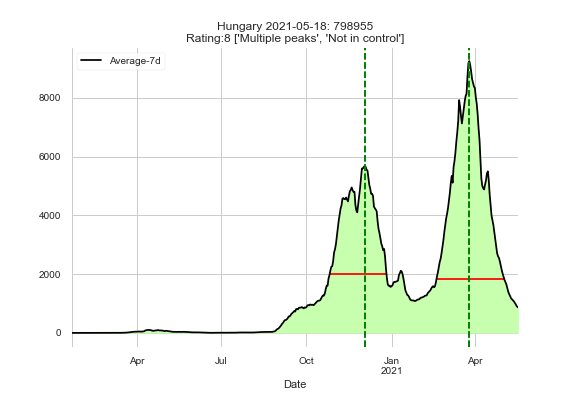 Hungary 2021-05-18: 798955
Rating:8 ['Multiple peaks', 'Not in control']
Average-7d
8000
6000
4000
2000
0
Apr
Jul
Oct
Jan
2021
Apr
Date